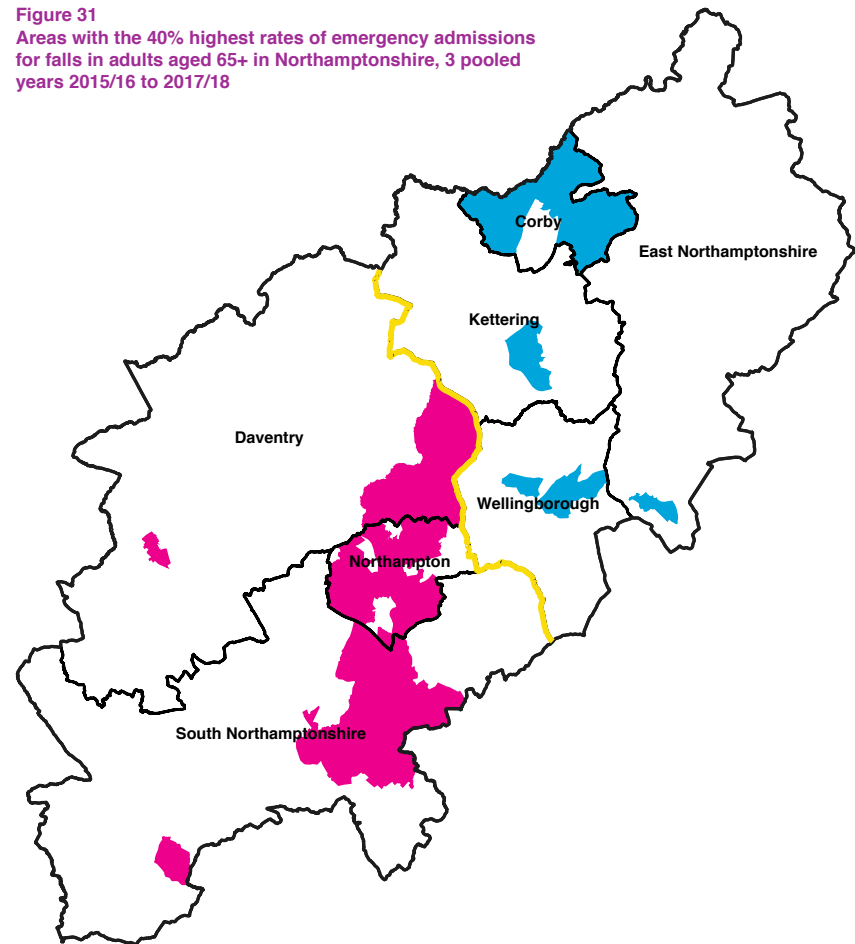 Figure 31
Areas with the 40% highest rates of emergency admissions
for falls in adults aged 65+ in Northamptonshire, 3 pooled
years 2015/16 to 2017/18
Corby
East Northamptonshire
Kettering
Daventry
Wellingborough
Northampton
South Northamptonshire